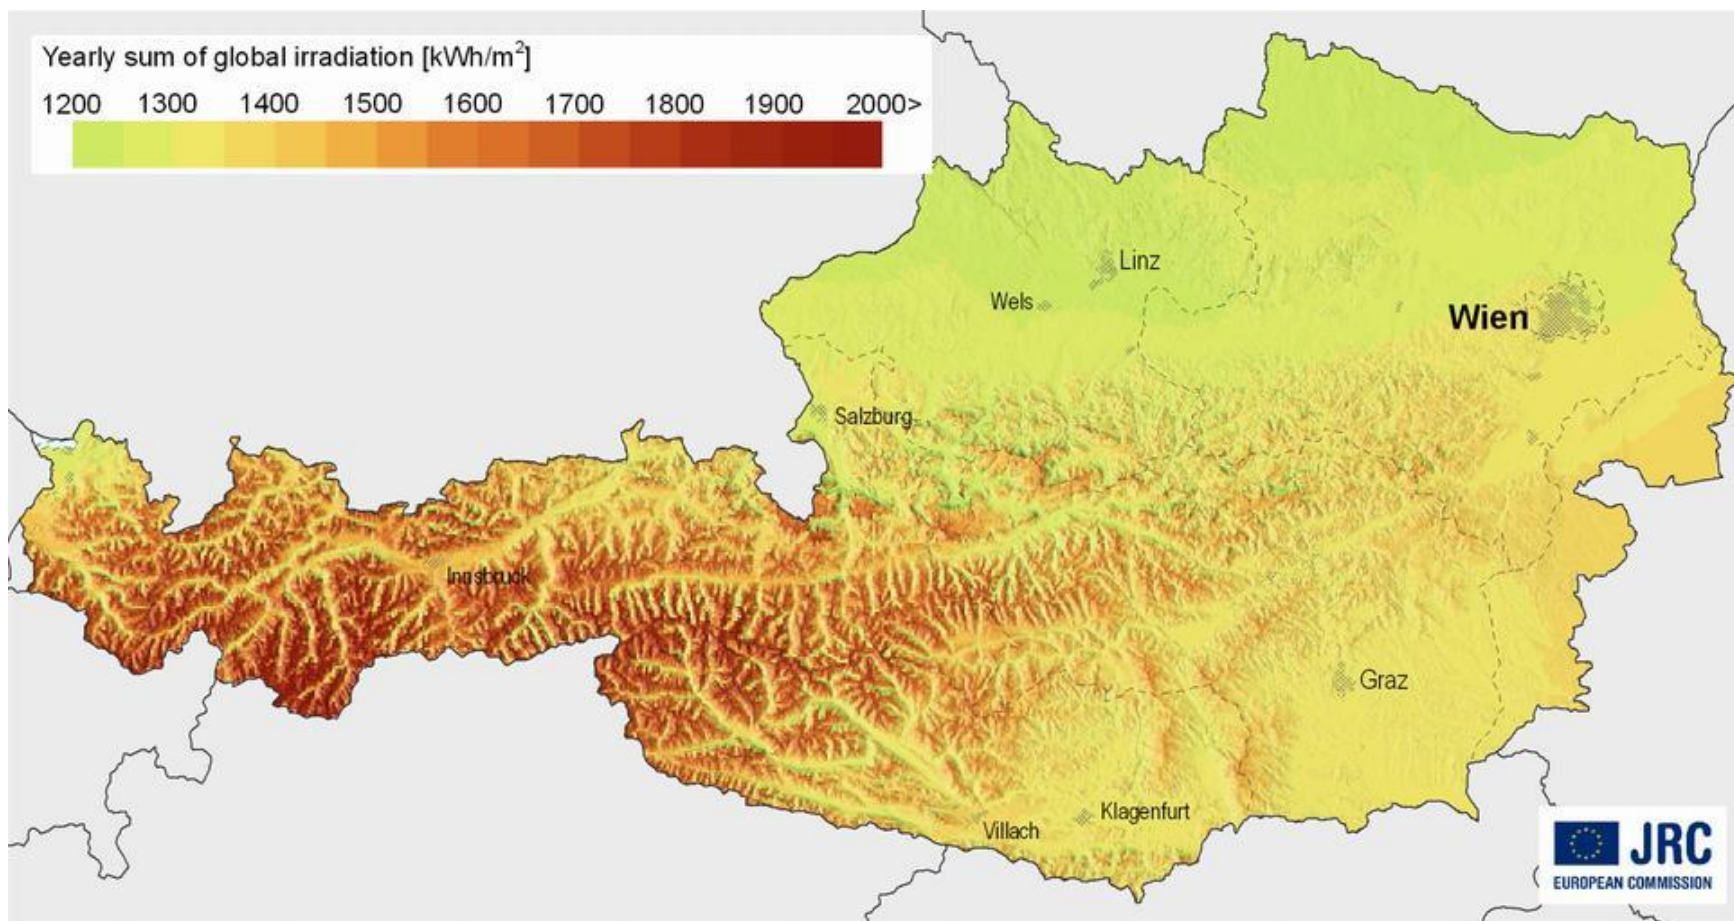 Yearly sum of global irradiation [kWh/m²]
1200 1300 1400 1500 1600 1700 1800 1900 2000>
Linz
Wels
Wien
Salzburg
Innsbruck
Graz
Klagenfurt
Villach
JRC
EUROPEAN COMMISSION